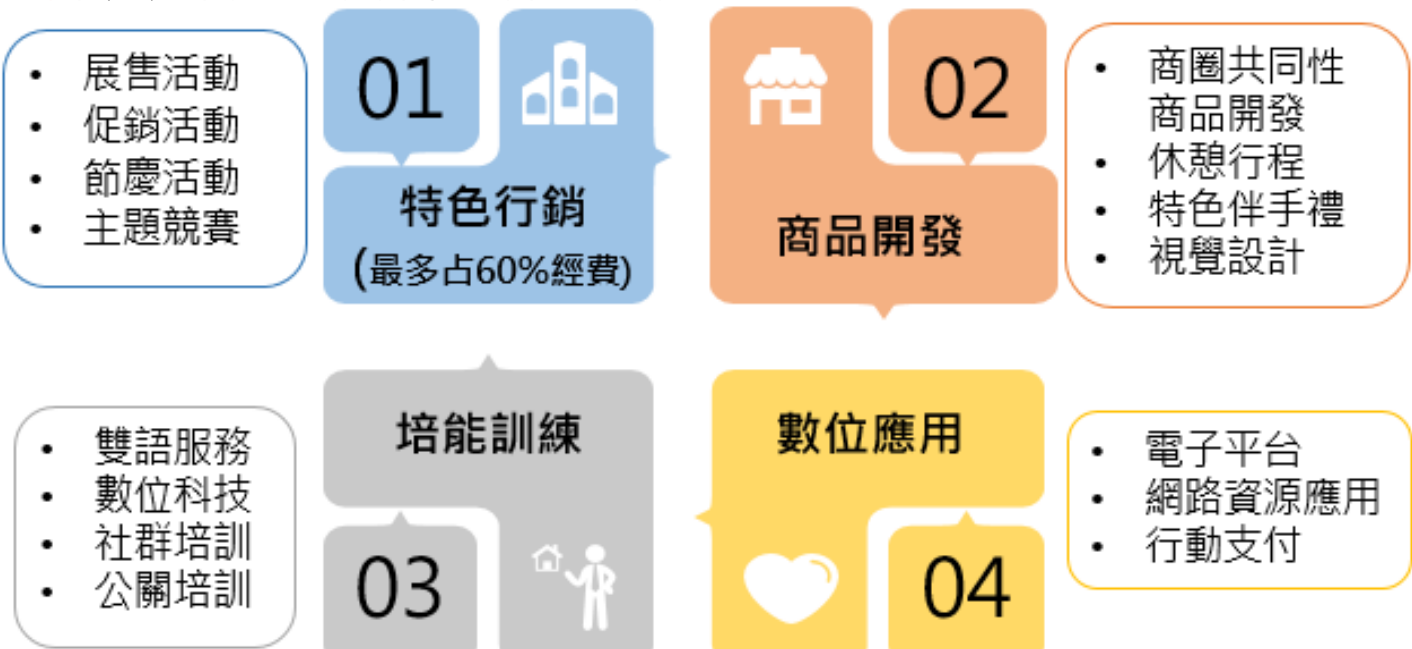 • 展售活動
• 促銷活動
• 節慶活動
• 主題競賽
01
特色行銷
(最多占60%經費)
02
商品開發
• 商圈共同性
商品開發
• 休憩行程
• 特色伴手禮
• 視覺設計
• 雙語服務
• 數位科技
• 社群培訓
• 公關培訓
培能訓練
03
數位應用
04
• 電子平台
• 網路資源應用
• 行動支付